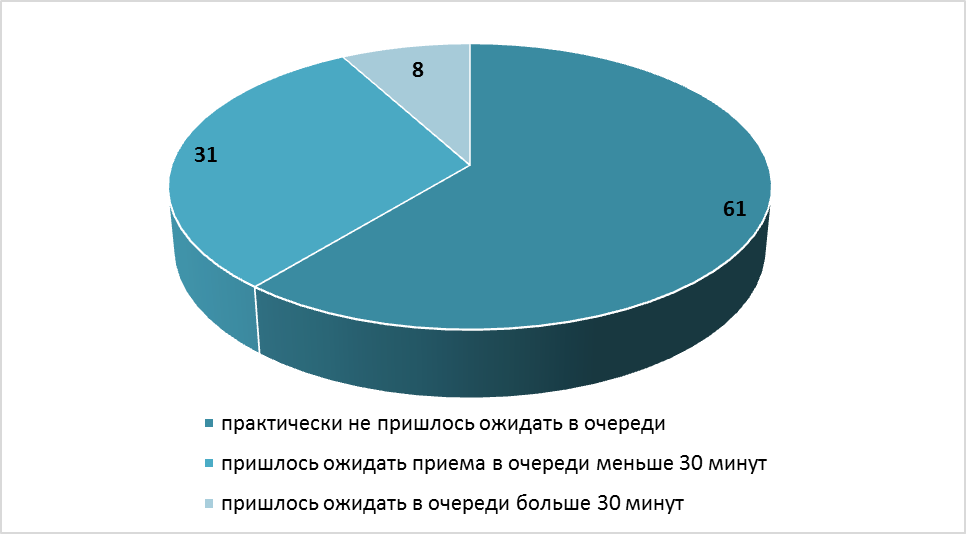 8
31
61
практически не пришлось ожидать в очереди
пришлось ожидать приема в очереди меньше 30 минут
пришлось ожидать в очереди больше 30 минут